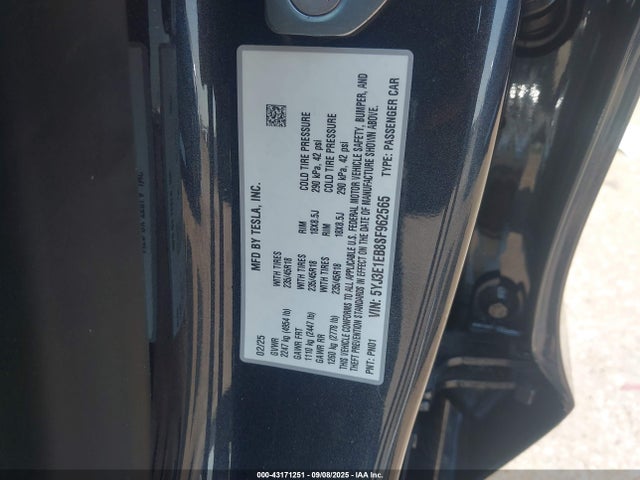 MFD BY TESLA, INC.
02/25
GVWR
2247 kg (4954 lb)
GAWR FRT WITH TIRES RIM COLD TIRE PRESSURE
1110 kg (2447 lb) 235/45R18 18X8.5J 290 kPa, 42 psi
GAWR RR WITH TIRES RIM COLD TIRE PRESSURE
1260 kg (2778 lb) 235/45R18 18X8.5J 290 kPa, 42 psi
THIS VEHICLE CONFORMS TO ALL APPLICABLE U.S. FEDERAL MOTOR VEHICLE SAFETY, BUMPER, AND
THEFT PREVENTION STANDARDS IN EFFECT ON THE DATE OF MANUFACTURE SHOWN ABOVE.
VIN: 5YJ3E1EB8SF962565
PNT: PN01 TYPE: PASSENGER CAR
000-43171251 - 09/08/2025 - IAA Inc.